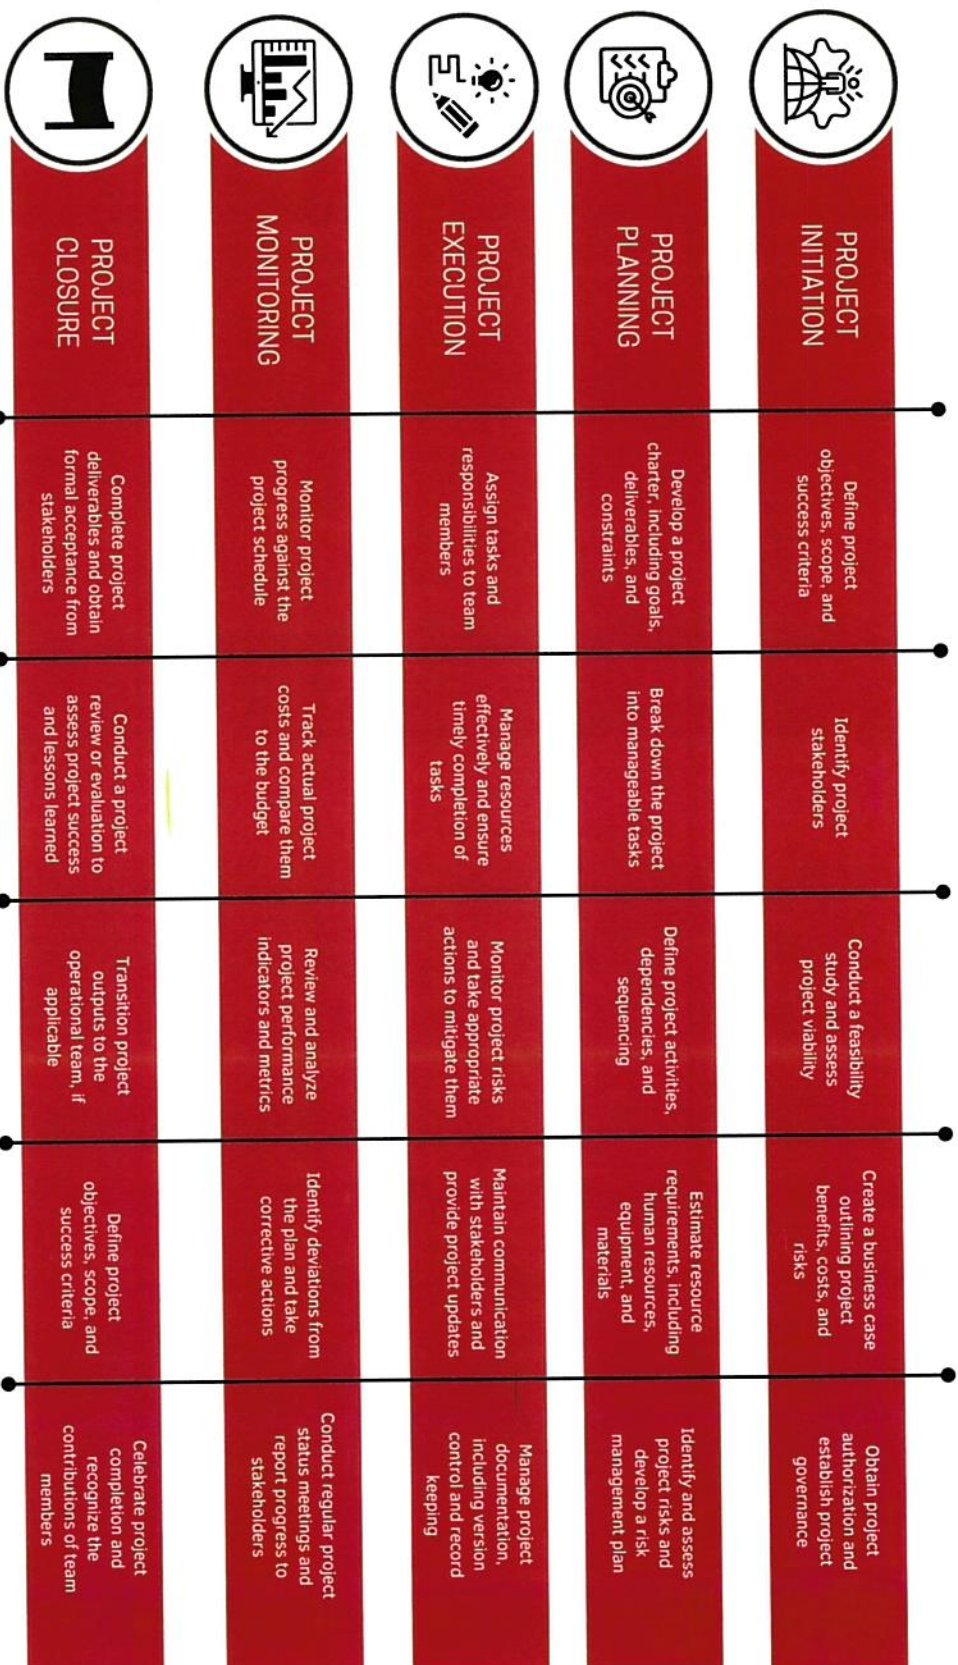 PROJECT
INITIATION
Define project
objectives, scope, and
success criteria
Identify project
stakeholders
Conduct a feasibility
study and assess
project viability
Create a business case
outlining project
benefits, costs, and
risks
Obtain project
authorization and
establish project
governance
PROJECT
PLANNING
Develop a project
charter, including goals,
deliverables, and
constraints
Break down the project
into manageable tasks
Define project activities,
dependencies, and
sequencing
Estimate resource
requirements, including
human resources,
equipment, and
materials
Identify and assess
project risks and
develop a risk
management plan
PROJECT
EXECUTION
Assign tasks and
responsibilities to team
members
Manage resources
effectively and ensure
timely completion of
tasks
Monitor project risks
and take appropriate
actions to mitigate them
Maintain communication
with stakeholders and
provide project updates
Manage project
documentation,
including version
control and record
keeping
PROJECT
MONITORING
Monitor project
progress against the
project schedule
Track actual project
costs and compare them
to the budget
Review and analyze
project performance
indicators and metrics
Identify deviations from
the plan and take
corrective actions
Conduct regular project
status meetings and
report progress to
stakeholders
PROJECT
CLOSURE
Complete project
deliverables and obtain
formal acceptance from
stakeholders
Conduct a project
review or evaluation to
assess project success
and lessons learned
Transition project
outputs to the
operational team, if
applicable
Define project
objectives, scope, and
success criteria
Celebrate project
completion and
recognize the
contributions of team
members